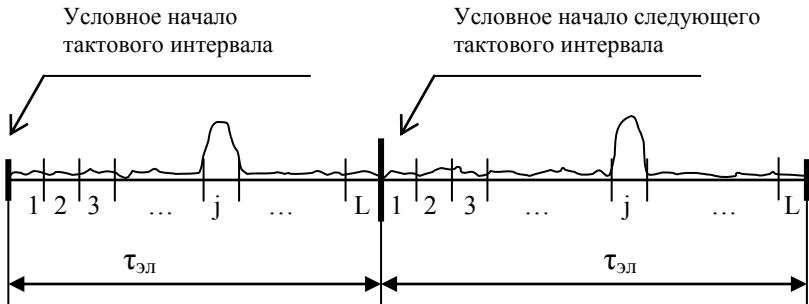 Условное начало
тактового интервала
Условное начало следующего
тактового интервала
1 2 3 … j … L 1 2 3 … j … L
τэл τэл